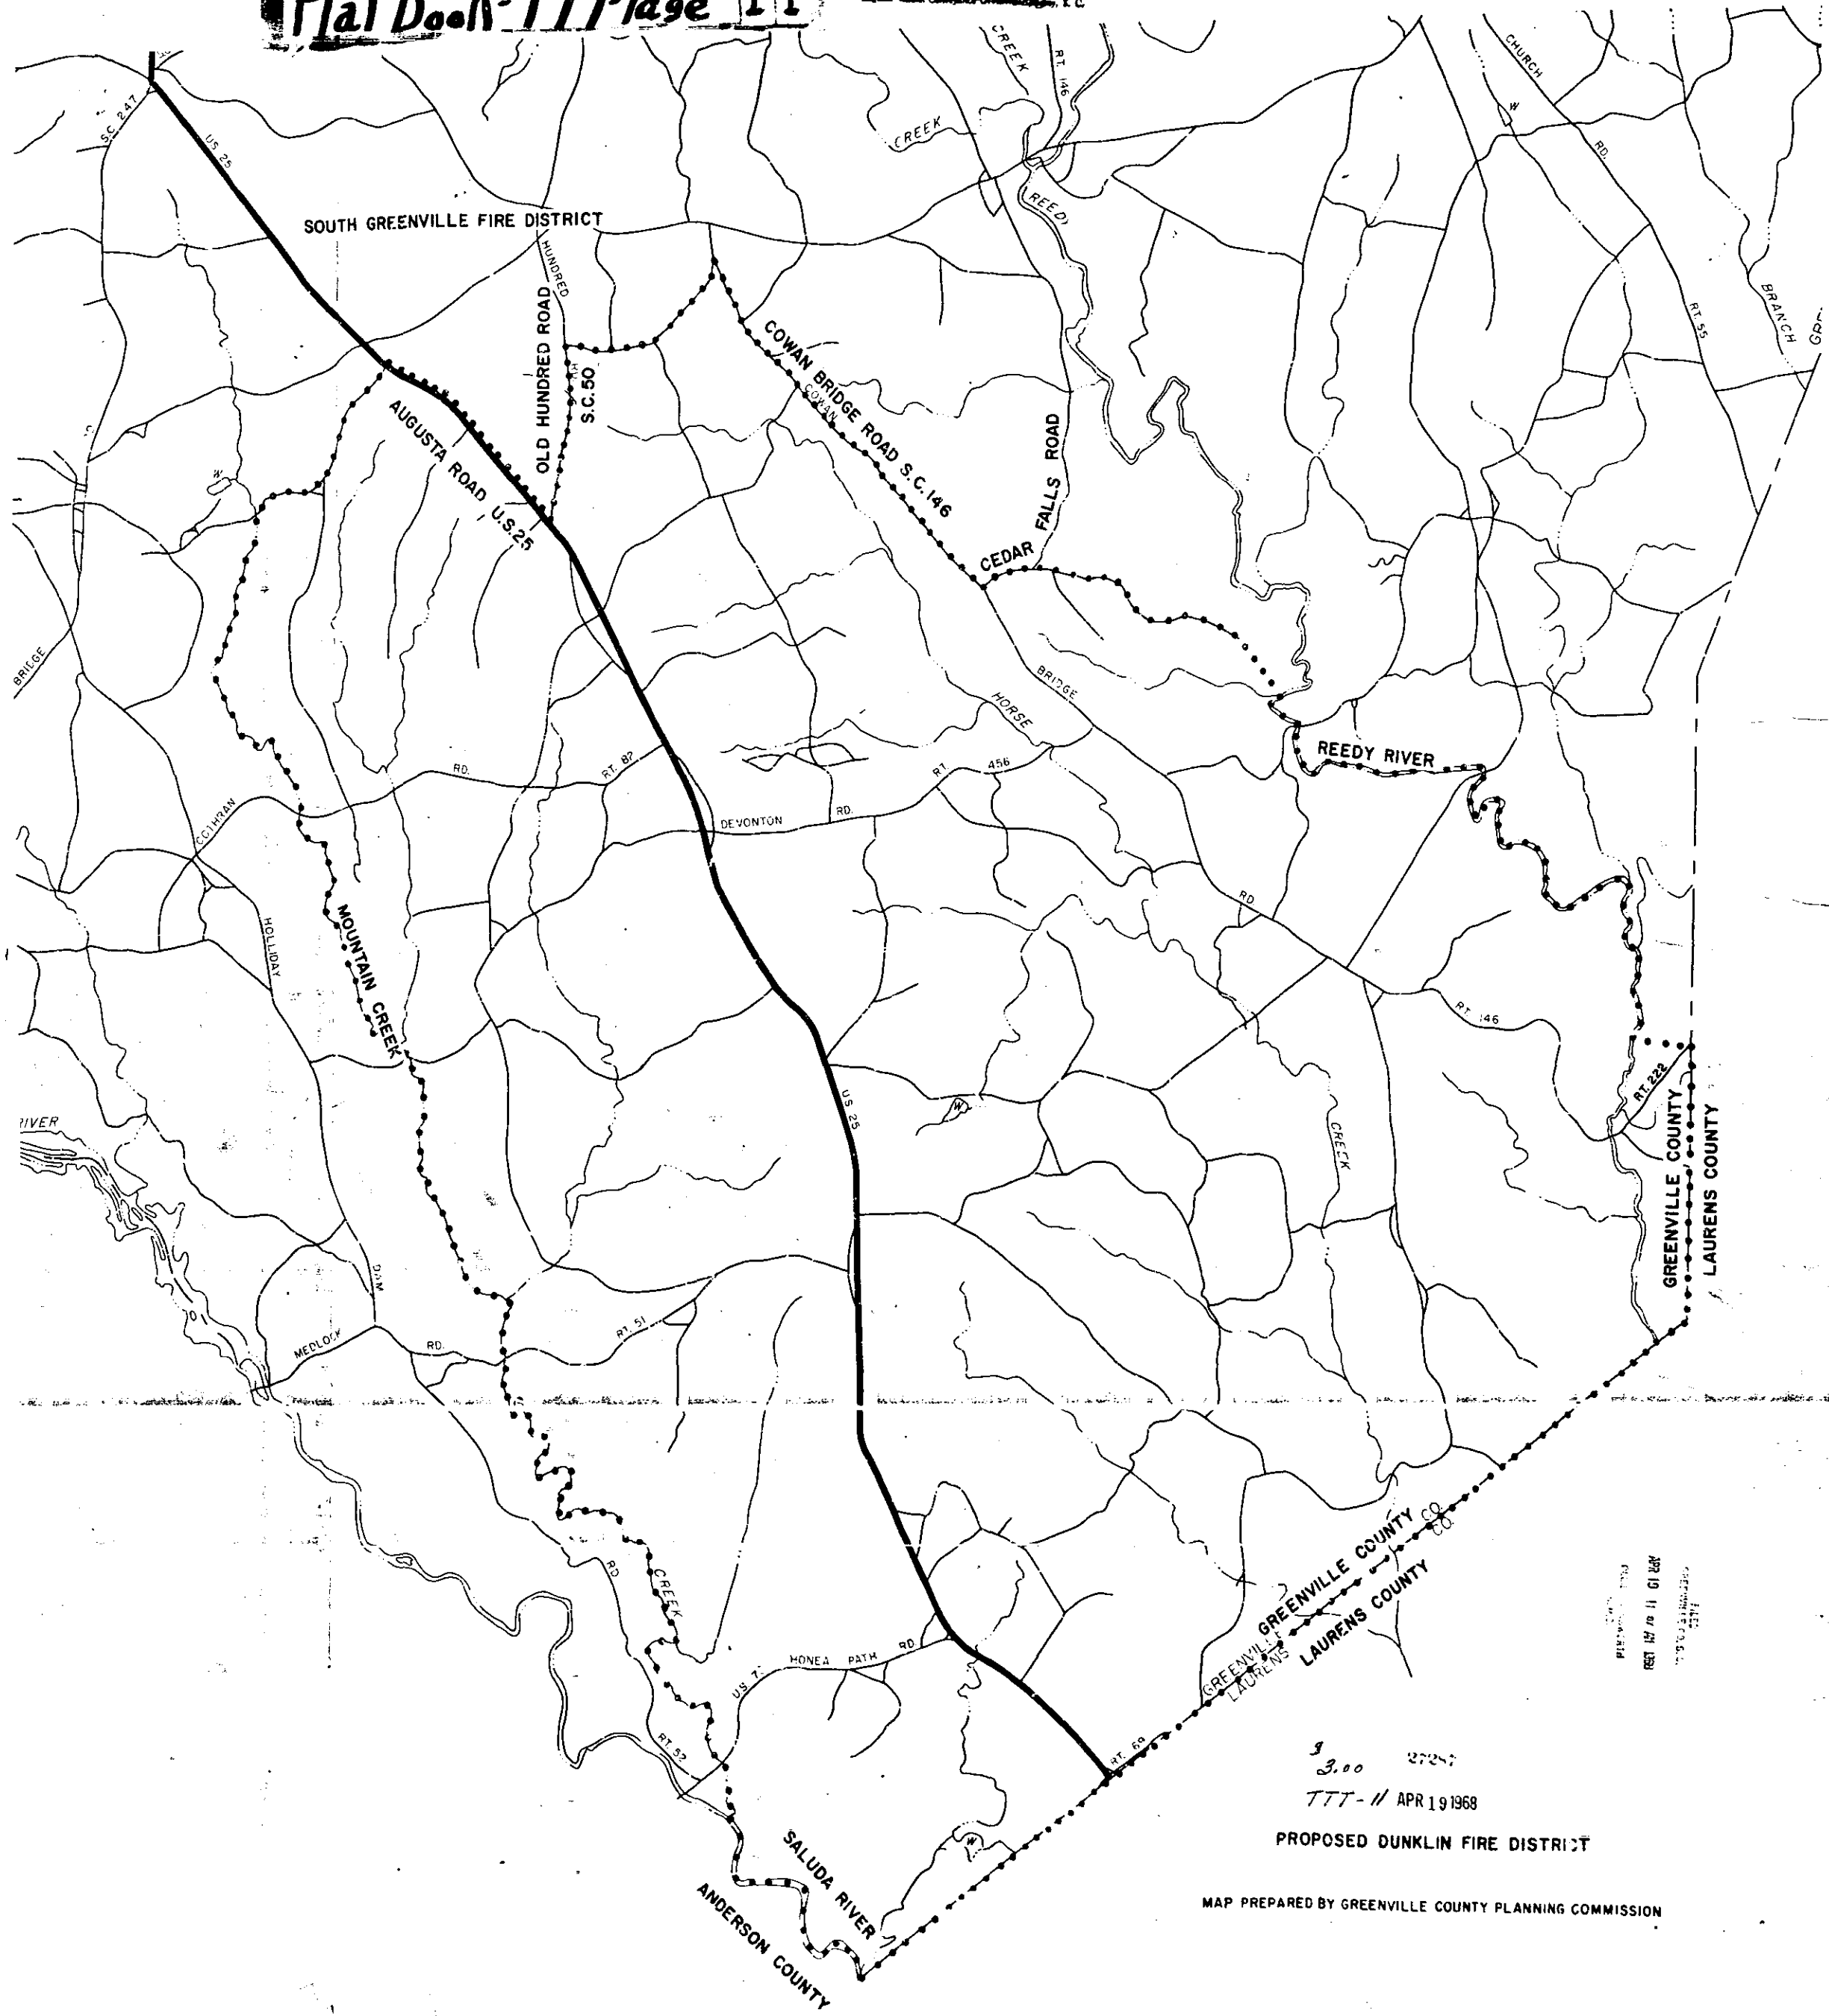 Plat Book TTT Page 11
CREEK
RT. 146
CHURCH
S.C. 247
US 25
CREEK
W
RD.
SOUTH GREENVILLE FIRE DISTRICT
REEDY
HUNDRED
OLD HUNDRED ROAD
S.C. 50
COWAN BRIDGE ROAD S.C. 146
COWAN
BRANCH
RT. 55
AUGUSTA ROAD U.S. 25
FALLS ROAD
CEDAR
W
BRIDGE
BRIDGE
HORSE
REEDY RIVER
RD.
RT. 82
RT. 456
COTHRAN
DEVONTON RD.
RD
MOUNTAIN CREEK
HOLLIDAY
RT. 146
RT. 222
US 25
W
CREEK
RIVER
GREENVILLE COUNTY
LAURENS COUNTY
DAM
MEDLOCK RD.
RT. 51
GREENVILLE COUNTY
LAURENS COUNTY
CO.
CO.
GREENVILLE
LAURENS
RD
CREEK
HONEA PATH RD
US
RT. 52
RT. 69
W
SALUDA RIVER
ANDERSON COUNTY
$ 3.00
TTT-11 APR 19 1968
PROPOSED DUNKLIN FIRE DISTRICT
MAP PREPARED BY GREENVILLE COUNTY PLANNING COMMISSION